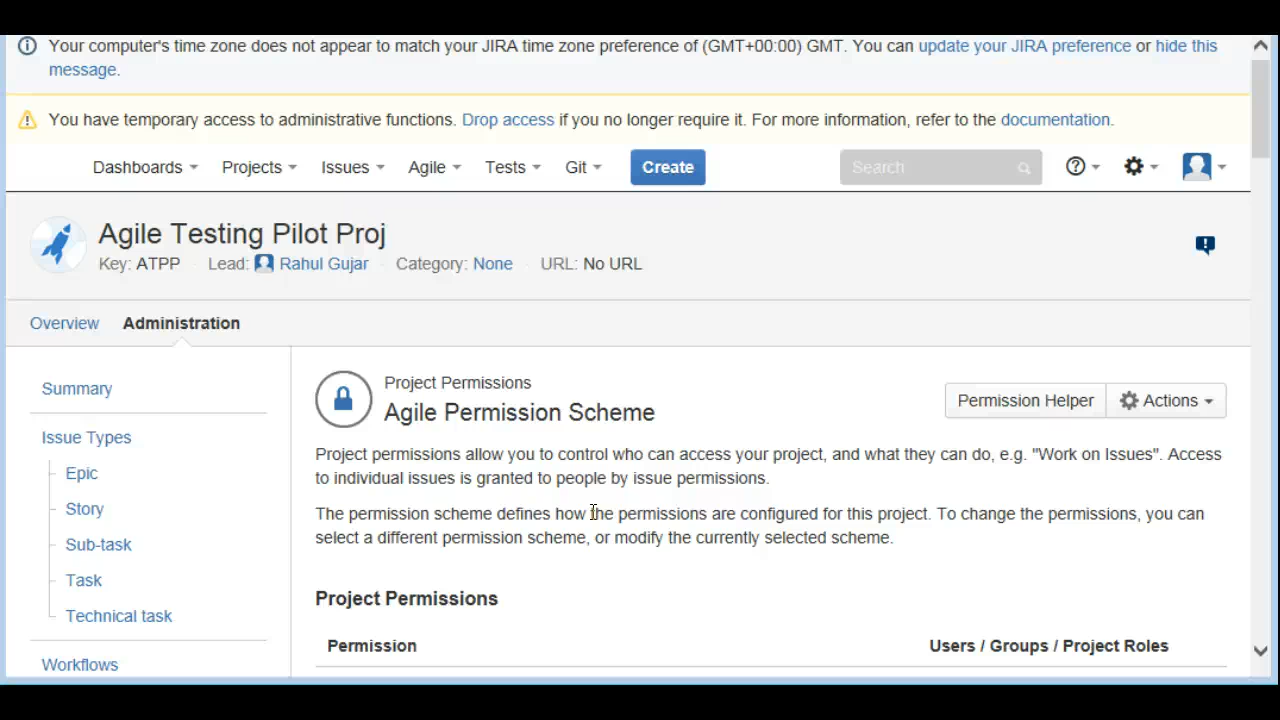 Your computer's time zone does not appear to match your JIRA time zone preference of (GMT+00:00) GMT. You can update your JIRA preference or hide this
message.
You have temporary access to administrative functions. Drop access if you no longer require it. For more information, refer to the documentation.
Dashboards Projects Issues Agile Tests Git Create Search
Agile Testing Pilot Proj
Key: ATPP Lead: Rahul Gujar Category: None URL: No URL
Overview Administration
Summary
Issue Types
Epic
Story
Sub-task
Task
Technical task
Workflows
Project Permissions
Agile Permission Scheme
Permission Helper Actions
Project permissions allow you to control who can access your project, and what they can do, e.g. "Work on Issues". Access
to individual issues is granted to people by issue permissions.
The permission scheme defines how the permissions are configured for this project. To change the permissions, you can
select a different permission scheme, or modify the currently selected scheme.
Project Permissions
Permission Users / Groups / Project Roles